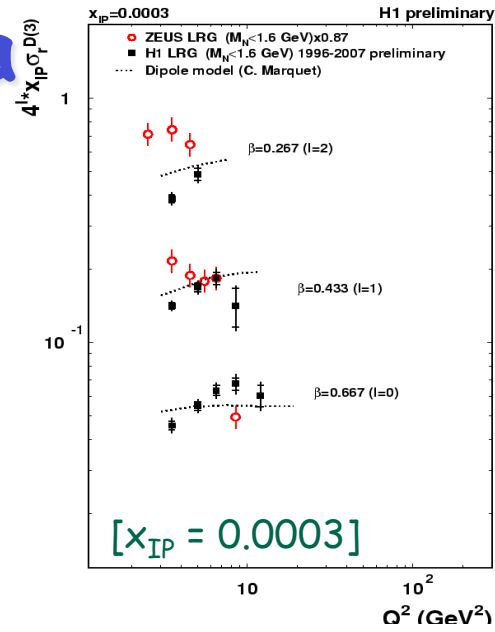 x_IP=0.0003 H1 preliminary
ZEUS LRG (M_N<1.6 GeV)x0.87
H1 LRG (M_N<1.6 GeV) 1996-2007 preliminary
Dipole model (C. Marquet)
4^l*x_IPσ_r^D(3)
1
β=0.267 (l=2)
β=0.433 (l=1)
10^-1
β=0.667 (l=0)
[x_IP = 0.0003]
10 10^2
Q^2 (GeV^2)